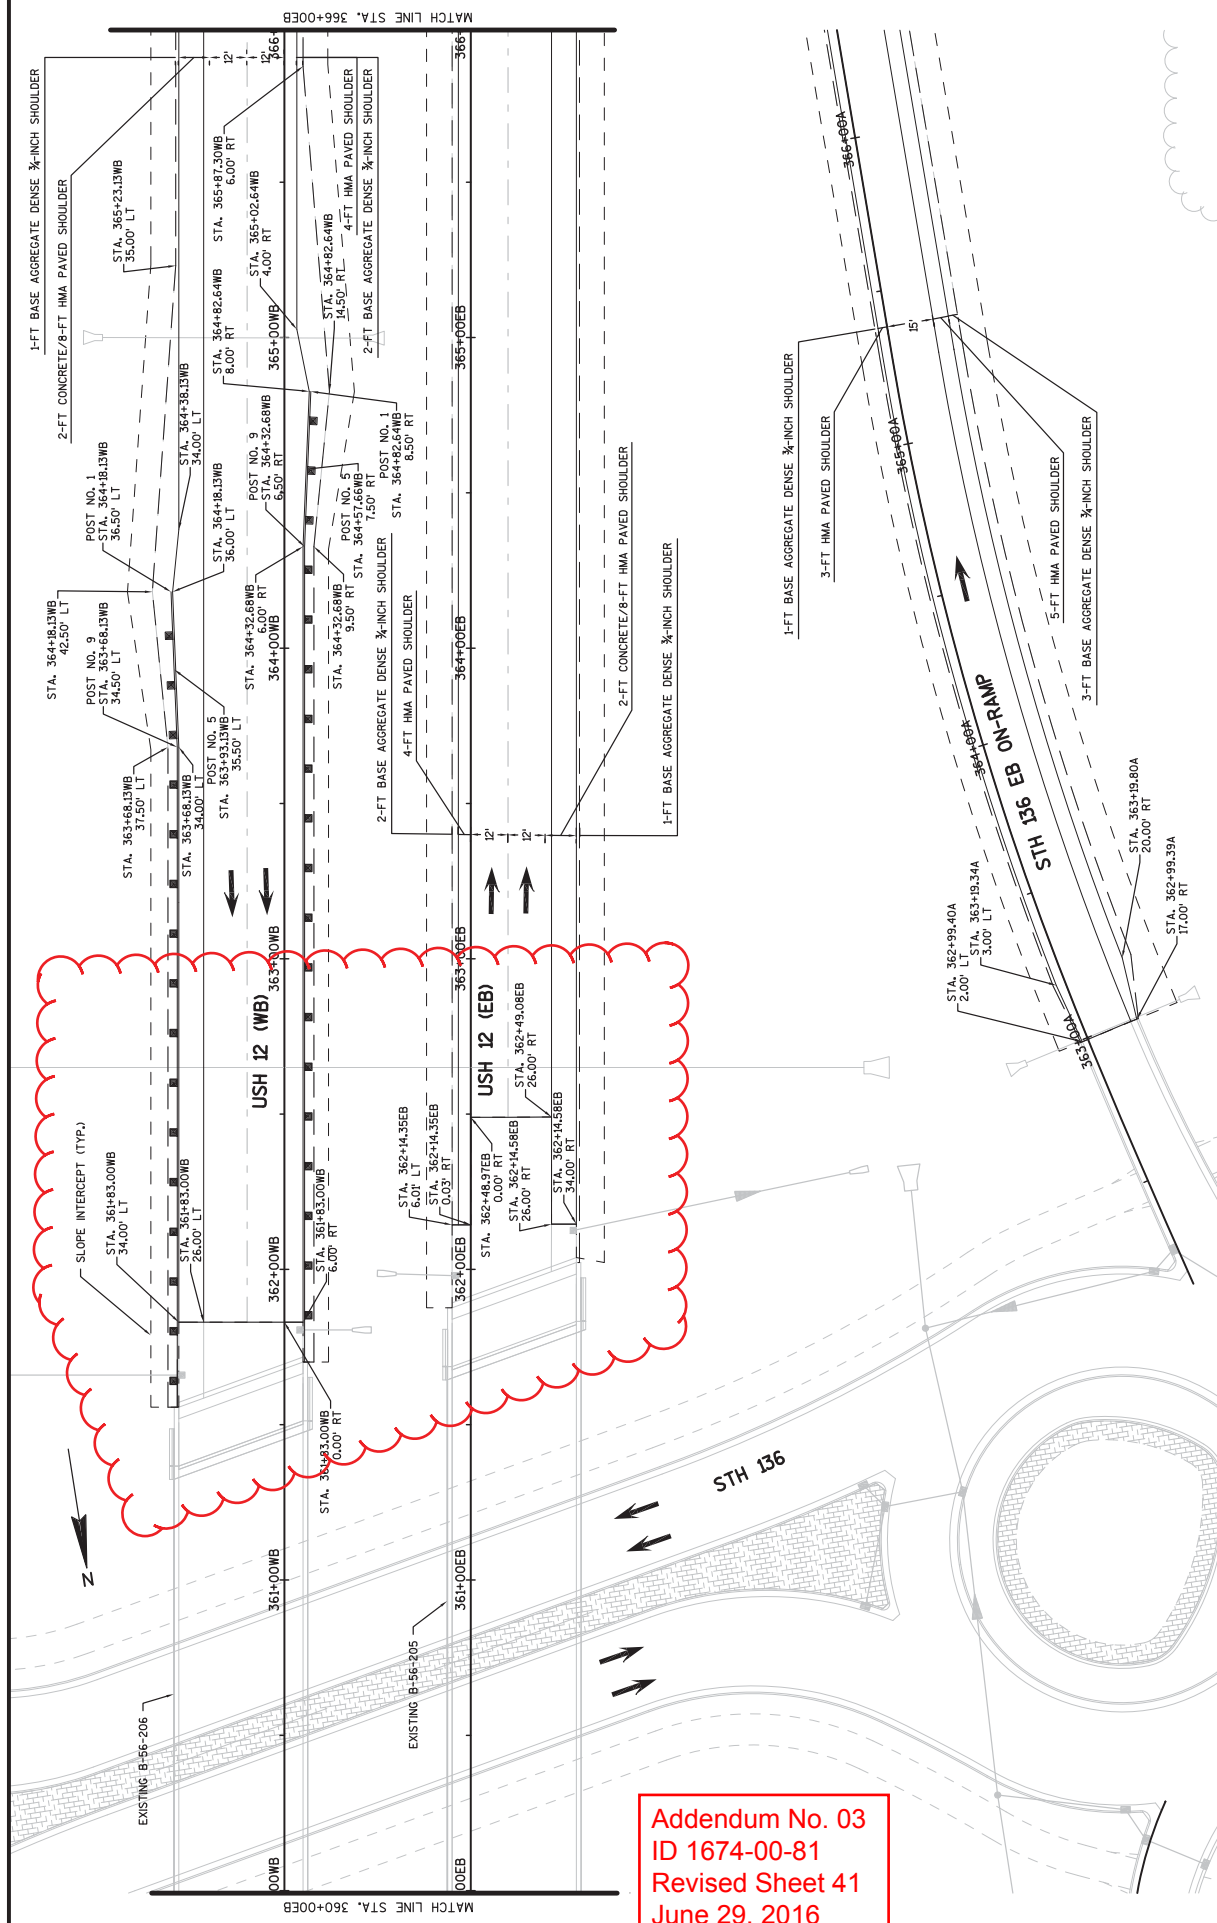 MATCH LINE STA. 366+00EB
1-FT BASE AGGREGATE DENSE ¾-INCH SHOULDER
2-FT CONCRETE/8-FT HMA PAVED SHOULDER
STA. 365+23.13WB
35.00' LT
12'
12'
366+
366+
STA. 365+87.30WB
6.00' RT
4-FT HMA PAVED SHOULDER
2-FT BASE AGGREGATE DENSE ¾-INCH SHOULDER
STA. 365+02.64WB
4.00' RT
STA. 364+82.64WB
8.00' RT
STA. 364+82.64WB
14.50' RT
365+00WB
365+00EB
POST NO. 1
STA. 364+18.13WB
36.50' LT
STA. 364+38.13WB
34.00' LT
STA. 364+18.13WB
36.00' LT
POST NO. 9
STA. 364+32.68WB
6.50' RT
POST NO. 5
STA. 364+57.66WB
7.50' RT
POST NO. 1
STA. 364+82.64WB
8.50' RT
STA. 364+18.13WB
42.50' LT
POST NO. 9
STA. 363+68.13WB
34.50' LT
STA. 364+32.68WB
6.00' RT
STA. 364+32.68WB
9.50' RT
364+00WB
364+00EB
STA. 363+68.13WB
37.50' LT
STA. 363+68.13WB
34.00' LT
POST NO. 5
STA. 363+93.13WB
35.50' LT
2-FT BASE AGGREGATE DENSE ¾-INCH SHOULDER
4-FT HMA PAVED SHOULDER
12'
12'
2-FT CONCRETE/8-FT HMA PAVED SHOULDER
1-FT BASE AGGREGATE DENSE ¾-INCH SHOULDER
363+00WB
363+00EB
USH 12 (WB)
USH 12 (EB)
SLOPE INTERCEPT (TYP.)
STA. 361+83.00WB
34.00' LT
STA. 361+83.00WB
26.00' LT
STA. 361+83.00WB
6.00' RT
STA. 361+83.00WB
0.00' RT
STA. 362+14.35EB
6.01' LT
STA. 362+14.35EB
0.03' RT
STA. 362+48.97EB
0.00' RT
STA. 362+14.58EB
26.00' RT
STA. 362+49.08EB
26.00' RT
STA. 362+14.58EB
34.00' RT
362+00WB
362+00EB
N
361+00WB
361+00EB
EXISTING B-56-206
EXISTING B-56-205
STH 136
00WB
00EB
MATCH LINE STA. 360+00EB
366+00A
15'
1-FT BASE AGGREGATE DENSE ¾-INCH SHOULDER
3-FT HMA PAVED SHOULDER
365+00A
5-FT HMA PAVED SHOULDER
3-FT BASE AGGREGATE DENSE ¾-INCH SHOULDER
364+00A
STH 136 EB ON-RAMP
STA. 362+99.40A
2.00' LT
STA. 363+19.34A
3.00' LT
STA. 363+19.80A
20.00' RT
STA. 362+99.39A
17.00' RT
363+00A
Addendum No. 03
ID 1674-00-81
Revised Sheet 41
June 29, 2016